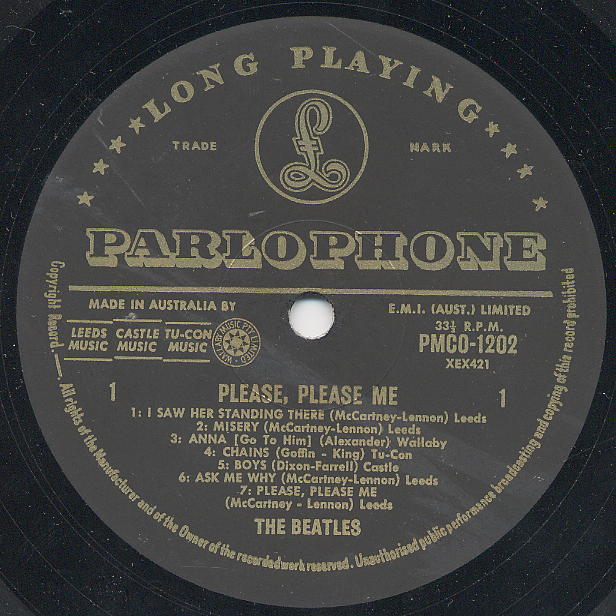 LONG PLAYING
TRADE MARK
£
PARLOPHONE
MADE IN AUSTRALIA BY
E.M.I. (AUST.) LIMITED
LEEDS MUSIC
CASTLE MUSIC
TU-CON MUSIC
WALLABY MUSIC PTY. LIMITED
33⅓ R.P.M.
PMCO-1202
XEX421
1 PLEASE, PLEASE ME 1
1: I SAW HER STANDING THERE (McCartney-Lennon) Leeds
2: MISERY (McCartney-Lennon) Leeds
3: ANNA [Go To Him] (Alexander) Wallaby
4: CHAINS (Goffin - King) Tu-Con
5: BOYS (Dixon-Farrell) Castle
6: ASK ME WHY (McCartney-Lennon) Leeds
7: PLEASE, PLEASE ME
(McCartney - Lennon) Leeds
THE BEATLES
Copyright Record. — All rights of the Manufacturer and of the Owner of the recorded work reserved. Unauthorized public performance broadcasting and copying of this record prohibited